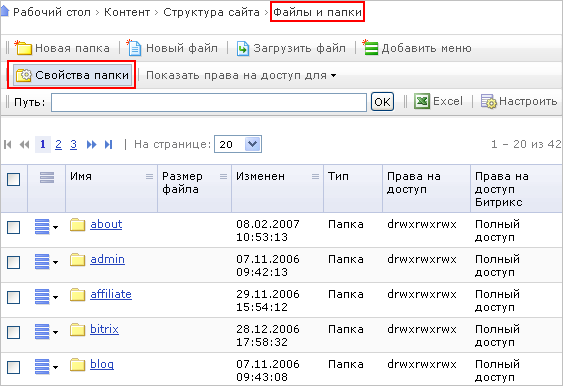 Рабочий стол › Контент › Структура сайта › Файлы и папки
Новая папка Новый файл Загрузить файл Добавить меню
Свойства папки Показать права на доступ для
Путь: OK Excel Настроить
1 2 3 На странице: 20 1 – 20 из 42
Имя Размер файла Изменен Тип Права на доступ Права на доступ Битрикс
about 08.02.2007 10:53:13 Папка drwxrwxrwx Полный доступ
admin 07.11.2006 09:42:13 Папка drwxrwxrwx Полный доступ
affiliate 29.11.2006 15:54:12 Папка drwxrwxrwx Полный доступ
bitrix 28.12.2006 17:58:32 Папка drwxrwxrwx Полный доступ
blog 07.11.2006 09:43:08 Папка drwxrwxrwx Полный доступ